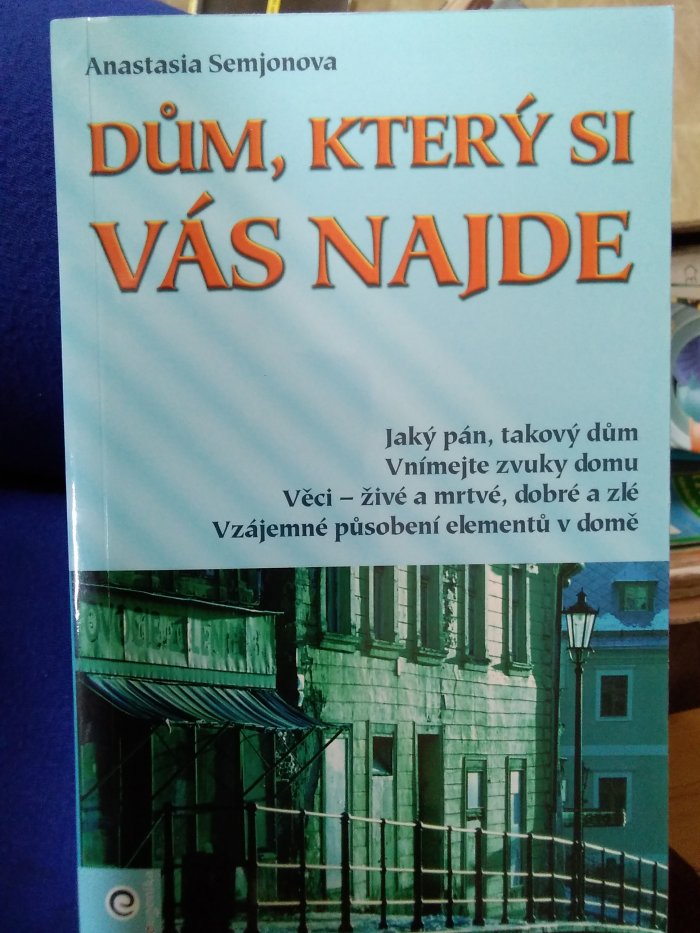 Anastasia Semjonova
DŮM, KTERÝ SI
VÁS NAJDE
Jaký pán, takový dům
Vnímejte zvuky domu
Věci – živé a mrtvé, dobré a zlé
Vzájemné působení elementů v domě